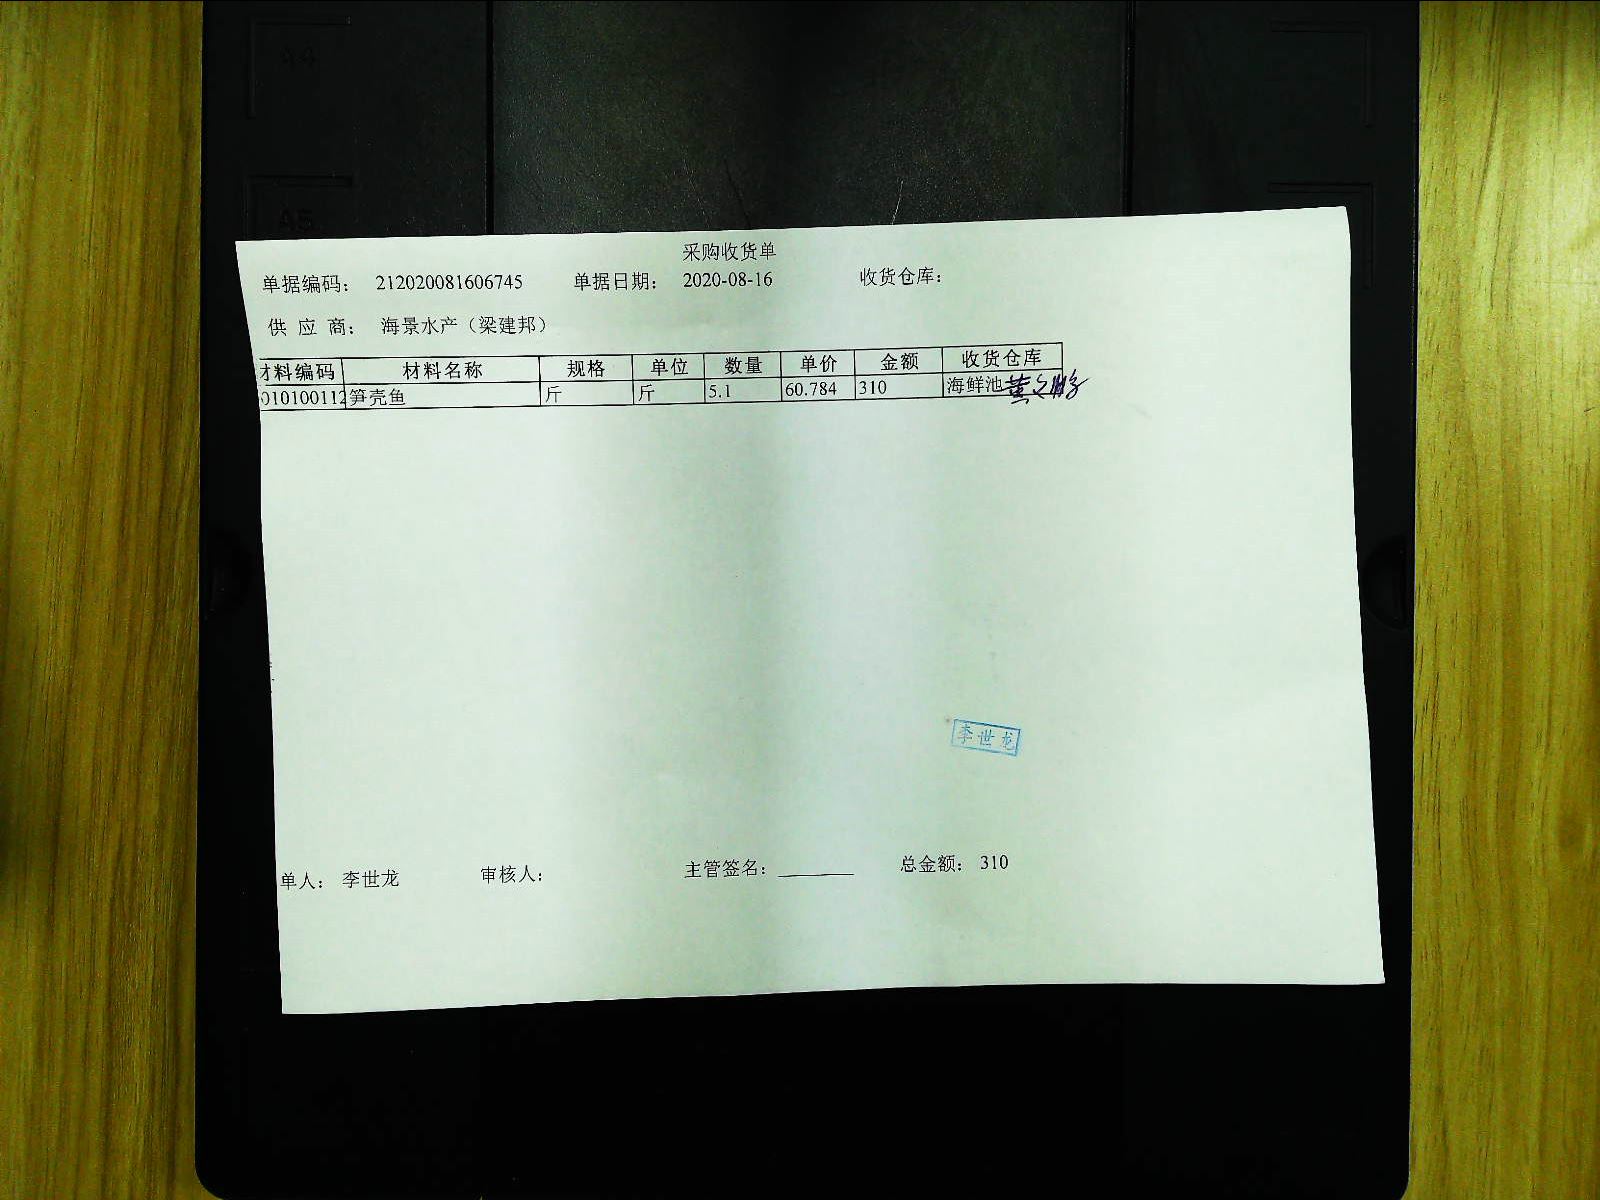 A4
A5
采购收货单
单据编码： 212020081606745 单据日期： 2020-08-16 收货仓库：
供 应 商： 海景水产（梁建邦）
材料编码 材料名称 规格 单位 数量 单价 金额 收货仓库
010100112 笋壳鱼 斤 斤 5.1 60.784 310 海鲜池
李世龙
单人： 李世龙 审核人： 主管签名： 总金额： 310